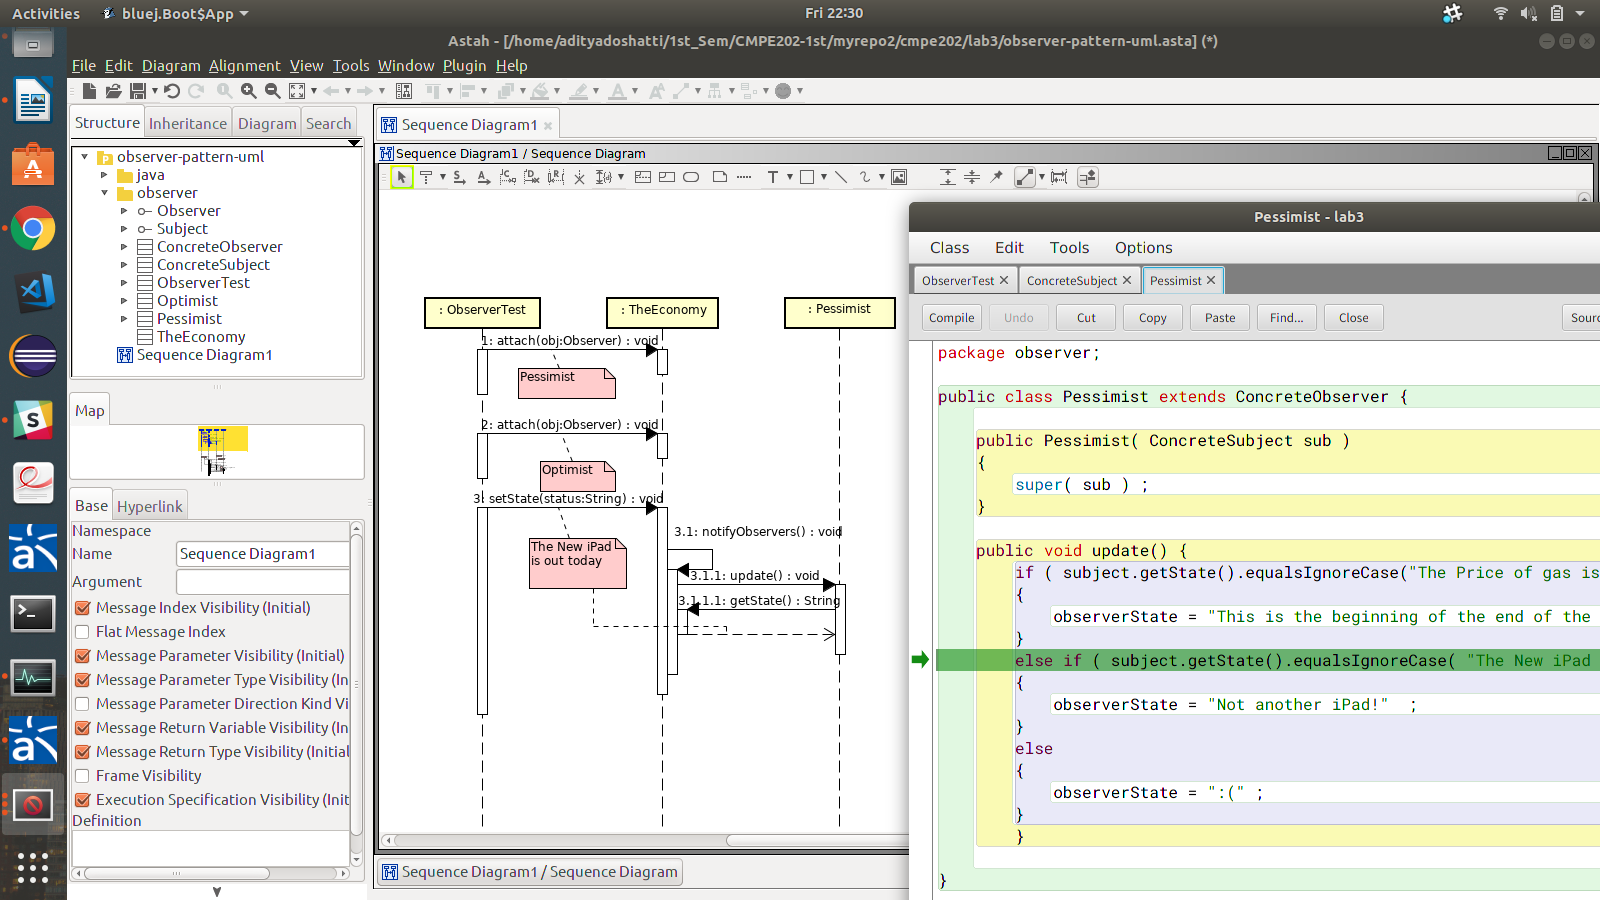 Activities
bluej.Boot$App
Fri 22:30
Astah - [/home/adityadoshatti/1st_Sem/CMPE202-1st/myrepo2/cmpe202/lab3/observer-pattern-uml.asta] (*)
File Edit Diagram Alignment View Tools Window Plugin Help
Structure Inheritance Diagram Search
observer-pattern-uml
java
observer
Observer
Subject
ConcreteObserver
ConcreteSubject
ObserverTest
Optimist
Pessimist
TheEconomy
Sequence Diagram1
Map
Base Hyperlink
Namespace
Name Sequence Diagram1
Argument
Message Index Visibility (Initial)
Flat Message Index
Message Parameter Visibility (Initial)
Message Parameter Type Visibility (In
Message Parameter Direction Kind Vi
Message Return Variable Visibility (In
Message Return Type Visibility (Initial
Frame Visibility
Execution Specification Visibility (Init
Definition
Sequence Diagram1
Sequence Diagram1 / Sequence Diagram
: ObserverTest
: TheEconomy
: Pessimist
1: attach(obj:Observer) : void
Pessimist
2: attach(obj:Observer) : void
Optimist
3: setState(status:String) : void
3.1: notifyObservers() : void
The New iPad
is out today
3.1.1: update() : void
3.1.1.1: getState() : String
Sequence Diagram1 / Sequence Diagram
Pessimist - lab3
Class Edit Tools Options
ObserverTest ConcreteSubject Pessimist
Compile Undo Cut Copy Paste Find... Close Sour
package observer;
public class Pessimist extends ConcreteObserver {
public Pessimist( ConcreteSubject sub )
{
super( sub ) ;
}
public void update() {
if ( subject.getState().equalsIgnoreCase("The Price of gas is
{
observerState = "This is the beginning of the end of the
}
else if ( subject.getState().equalsIgnoreCase( "The New iPad
{
observerState = "Not another iPad!"  ;
}
else
{
observerState = ":(" ;
}
}
}